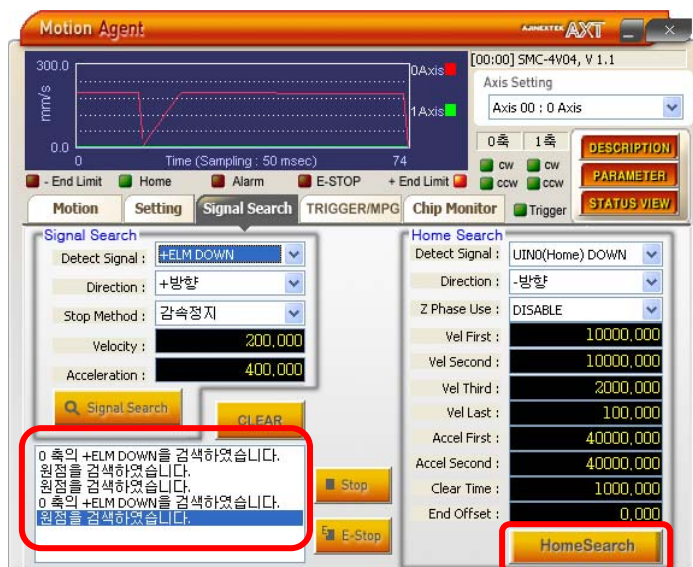 Motion Agent
AJINEXTEK AXT
[00:00] SMC-4V04, V 1.1
300.0
mm/s
0.0
0
Time (Sampling : 50 msec)
74
0Axis
1Axis
Axis Setting
Axis 00 : 0 Axis
0축 1축
cw cw
ccw ccw
Trigger
DESCRIPTION
PARAMETER
STATUS VIEW
- End Limit Home Alarm E-STOP + End Limit
Motion Setting Signal Search TRIGGER/MPG Chip Monitor
Signal Search
Detect Signal : +ELM DOWN
Direction : +방향
Stop Method : 감속정지
Velocity : 200,000
Acceleration : 400,000
Signal Search
CLEAR
0 축의 +ELM DOWN을 검색하였습니다.
원점을 검색하였습니다.
원점을 검색하였습니다.
0 축의 +ELM DOWN을 검색하였습니다.
원점을 검색하였습니다.
Stop
E-Stop
Home Search
Detect Signal : UIN0(Home) DOWN
Direction : -방향
Z Phase Use : DISABLE
Vel First : 10000,000
Vel Second : 10000,000
Vel Third : 2000,000
Vel Last : 100,000
Accel First : 40000,000
Accel Second : 40000,000
Clear Time : 1000,000
End Offset : 0,000
HomeSearch